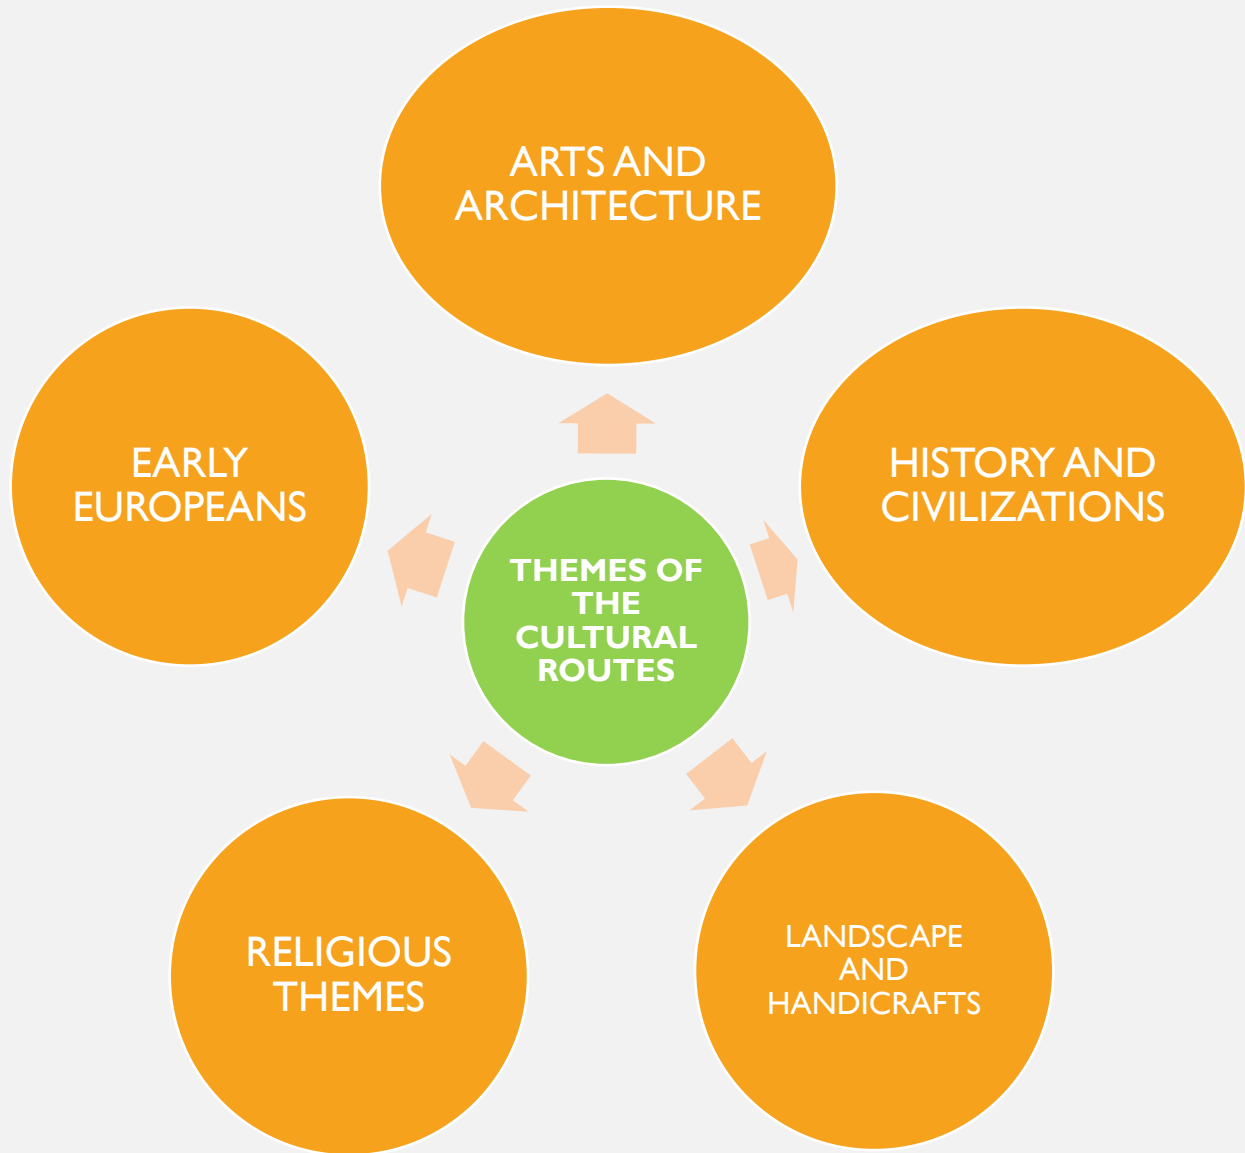 ARTS AND
ARCHITECTURE
EARLY
EUROPEANS
HISTORY AND
CIVILIZATIONS
THEMES OF
THE
CULTURAL
ROUTES
RELIGIOUS
THEMES
LANDSCAPE
AND
HANDICRAFTS